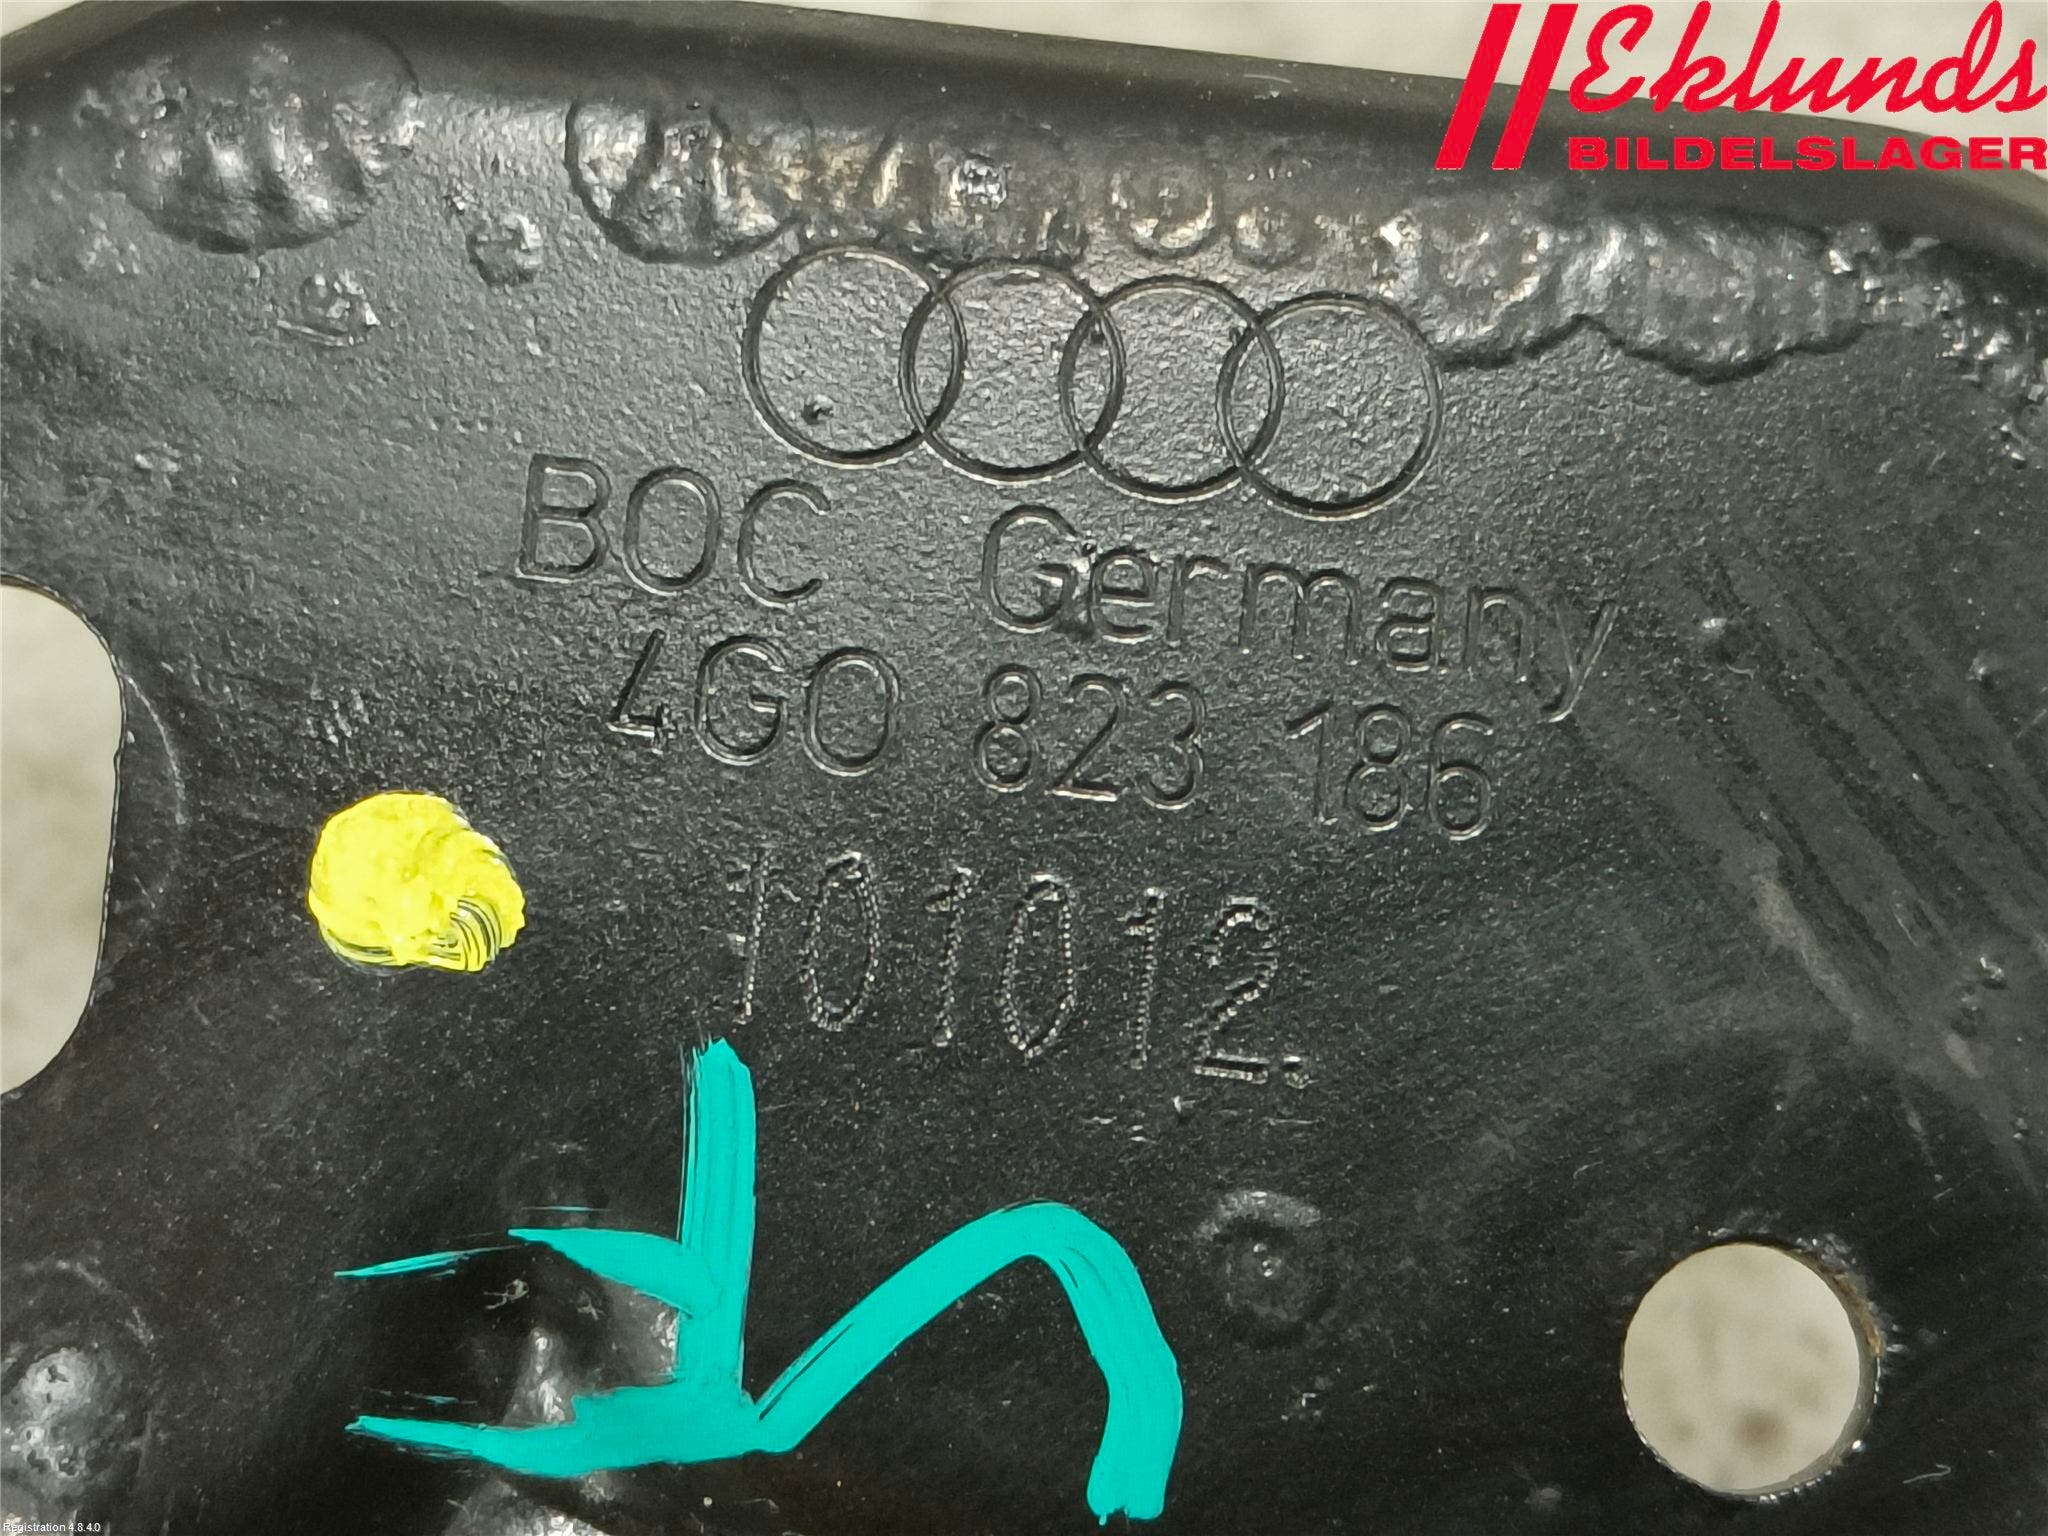 Eklunds
BILDELSLAGER
BOC Germany
4G0 823 186
101012.
Registration 4.8.4.0